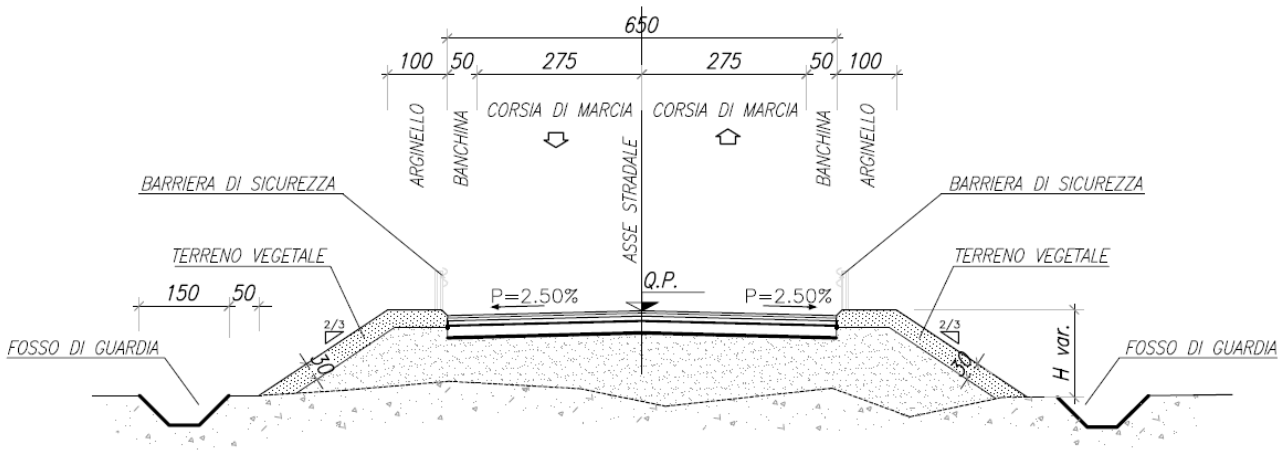 650
100 50 275 275 50 100
CORSIA DI MARCIA CORSIA DI MARCIA
ARGINELLO
BANCHINA
ASSE STRADALE
BANCHINA
ARGINELLO
BARRIERA DI SICUREZZA BARRIERA DI SICUREZZA
TERRENO VEGETALE TERRENO VEGETALE
150 50
Q.P.
P=2.50% P=2.50%
2/3 2/3
FOSSO DI GUARDIA FOSSO DI GUARDIA
30 30
H var.